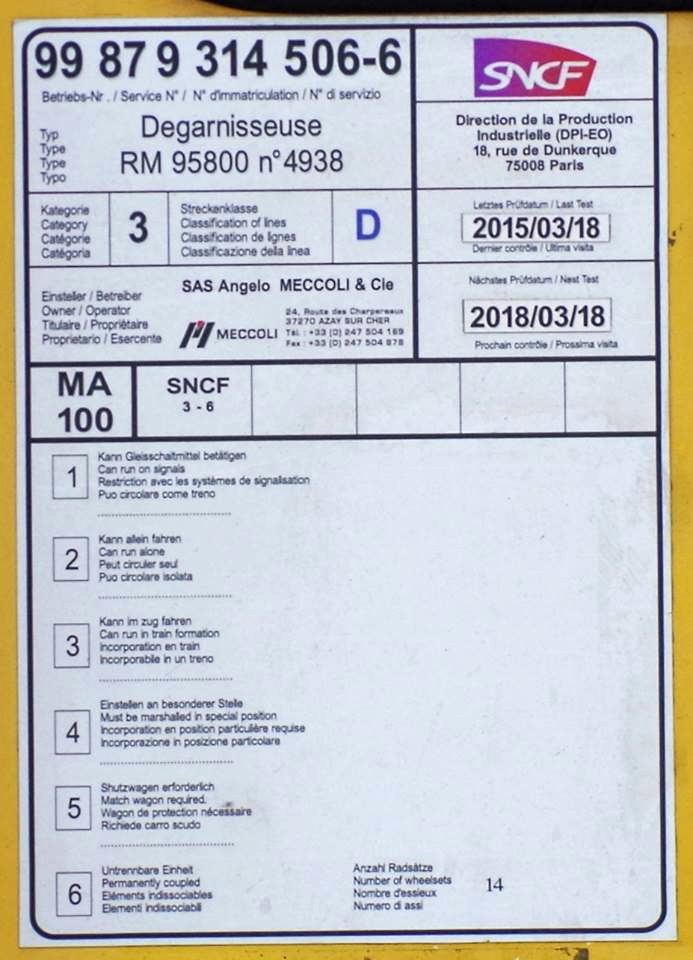 99 87 9 314 506-6
Betriebs-Nr . / Service N° / N° d'immatriculation / N° di servizio
Typ
Type
Type
Typo
Degarnisseuse
RM 95800 n°4938
SNCF
Direction de la Production
Industrielle (DPI-EO)
18, rue de Dunkerque
75008 Paris
Kategorie
Category
Catégorie
Catégoria
3
Streckenklasse
Classification of lines
Classification de lignes
Classificazione della linea
D
Letztes Prüfdatum / Last Test
2015/03/18
Dernier contrôle / Ultima visita
Einsteller / Betreiber
Owner / Operator
Titulaire / Propriétaire
Proprietario / Esercente
SAS Angelo MECCOLI & Cie
MECCOLI
24, Route des Charpereaux
37270 AZAY SUR CHER
Tél. : +33 (0) 247 504 169
Fax : +33 (0) 247 504 878
Nächstes Prüfdatum / Nest Test
2018/03/18
Prochain contrôle / Prossima visita
MA
100
SNCF
3 - 6
1
Kann Gleisschaltmittel betätigen
Can run on signals
Restriction avec les systèmes de signalisation
Puo circolare come treno
2
Kann allein fahren
Can run alone
Peut circuler seul
Puo circolare isolata
3
Kann im zug fahren
Can run in train formation
Incorporation en train
Incorporabile in un treno
4
Einstellen an besonderer Stelle
Must be marshalled in special position
Incorporation en position particulière requise
Incorporazione in posizione particolare
5
Shutzwagen erforderlich
Match wagon required.
Wagon de protection nécessaire
Richiede carro scudo
6
Untrennbare Einheit
Permanently coupled
Eléments indissociables
Elementi indissociabili
Anzahl Radsätze
Number of wheelsets
Nombre d'essieux
Numero di assi
14